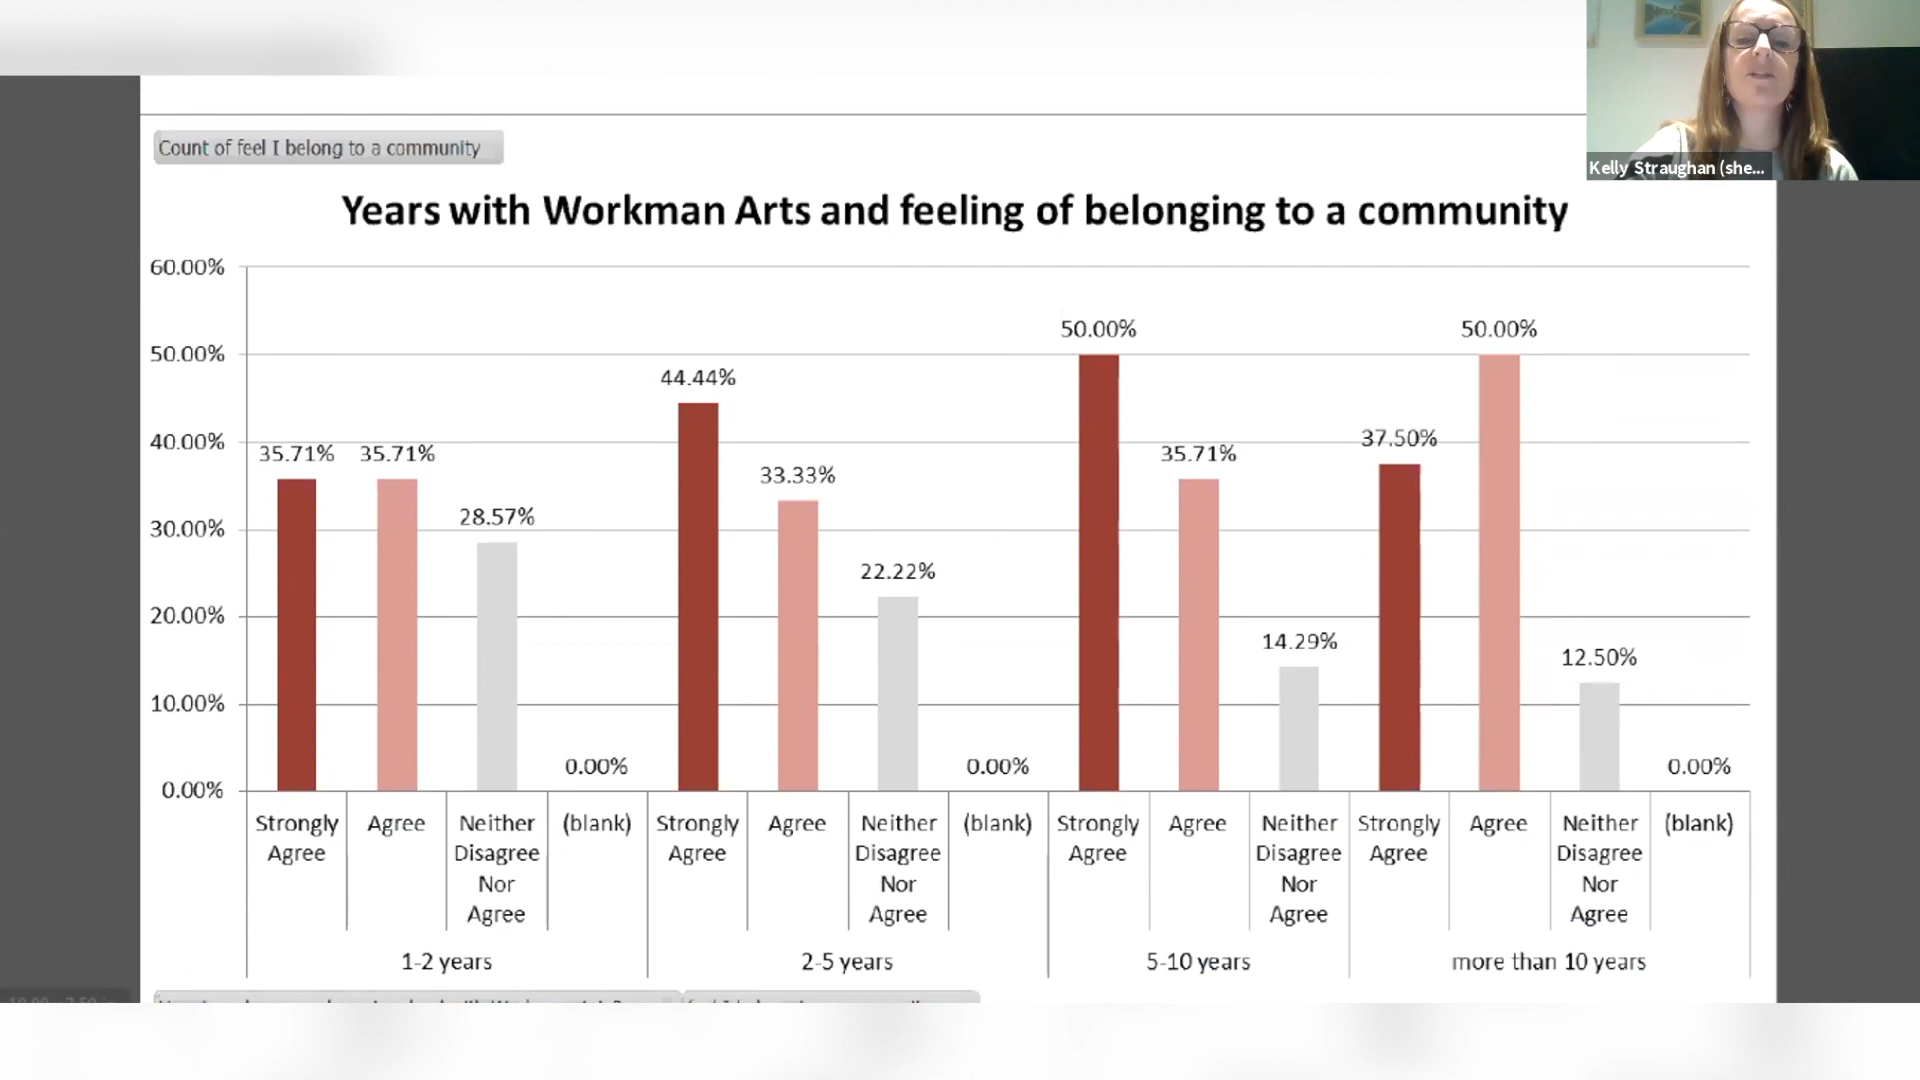 Kelly Straughan (she...
Count of feel I belong to a community
Years with Workman Arts and feeling of belonging to a community
60.00%
50.00%
40.00%
30.00%
20.00%
10.00%
0.00%
35.71%
35.71%
28.57%
0.00%
44.44%
33.33%
22.22%
0.00%
50.00%
35.71%
14.29%
37.50%
50.00%
12.50%
0.00%
Strongly
Agree
Agree
Neither
Disagree
Nor
Agree
(blank)
Strongly
Agree
Agree
Neither
Disagree
Nor
Agree
(blank)
Strongly
Agree
Agree
Neither
Disagree
Nor
Agree
Strongly
Agree
Agree
Neither
Disagree
Nor
Agree
(blank)
1-2 years
2-5 years
5-10 years
more than 10 years